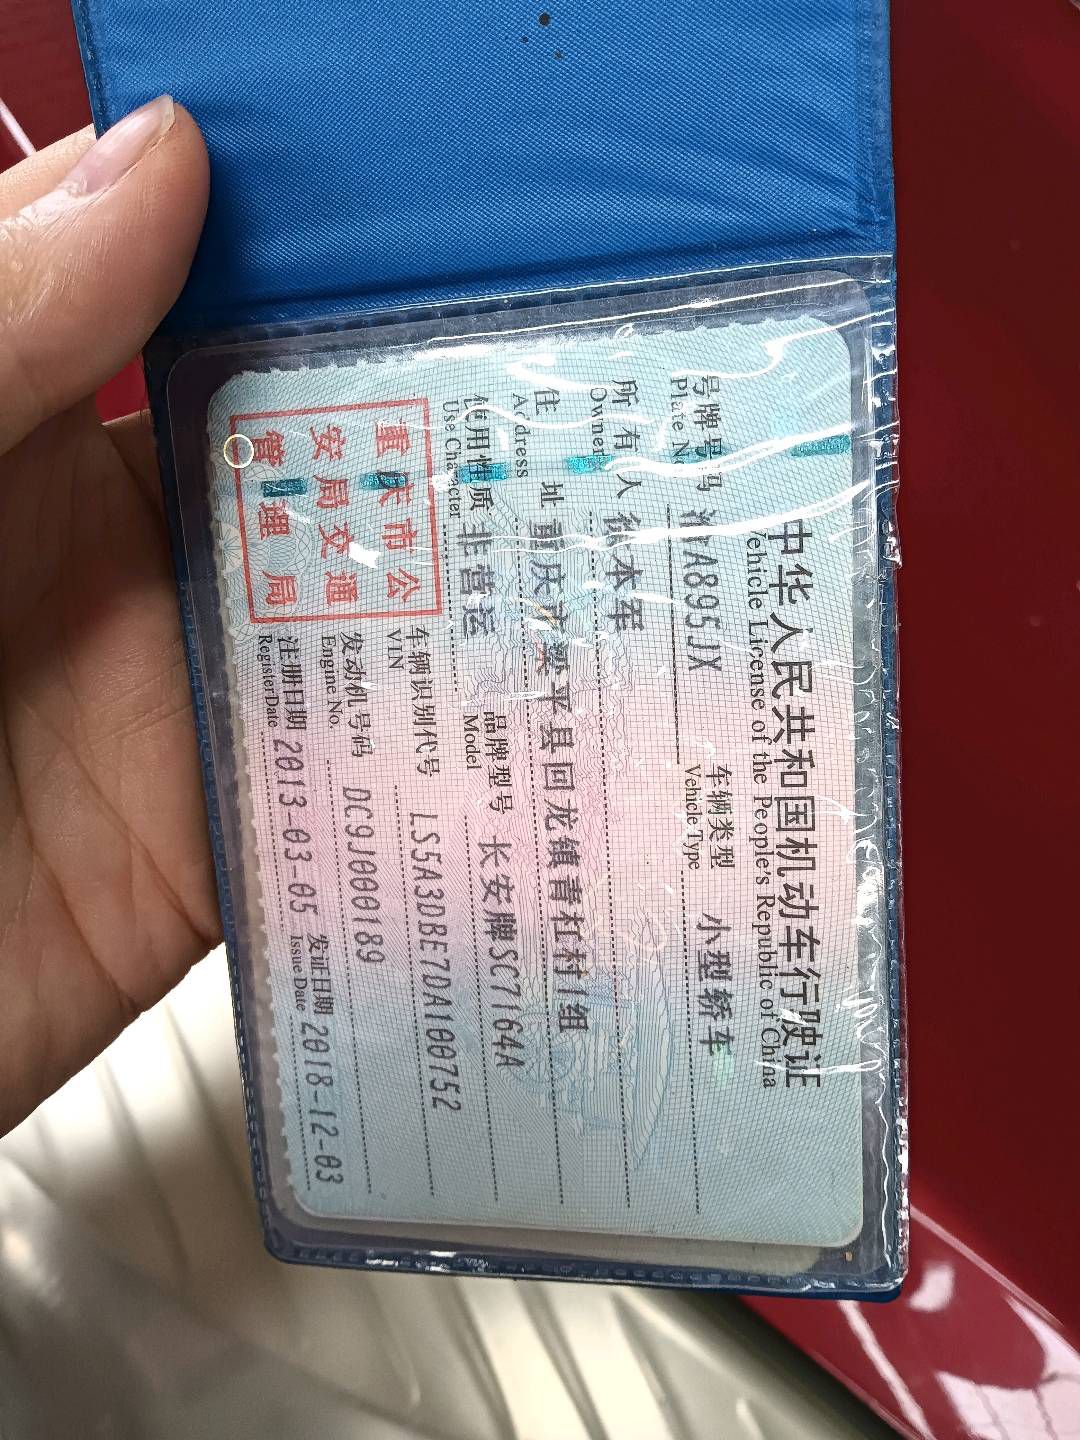 中华人民共和国机动车行驶证
Vehicle License of the People's Republic of China
号牌号码 渝A895JX 车辆类型 小型轿车
Plate No. Vehicle Type
所有人 徐本军
Owner
住址 重庆市梁平县回龙镇青杠村1组
Address
使用性质 非营运 品牌型号 长安牌SC7164A
Use Character Model
车辆识别代号 LS5A3DBE7DA100752
VIN
发动机号码 DC9J000189
Engine No.
注册日期 2013-03-05 发证日期 2018-12-03
Register Date Issue Date
重庆市公
安局交通
管理局